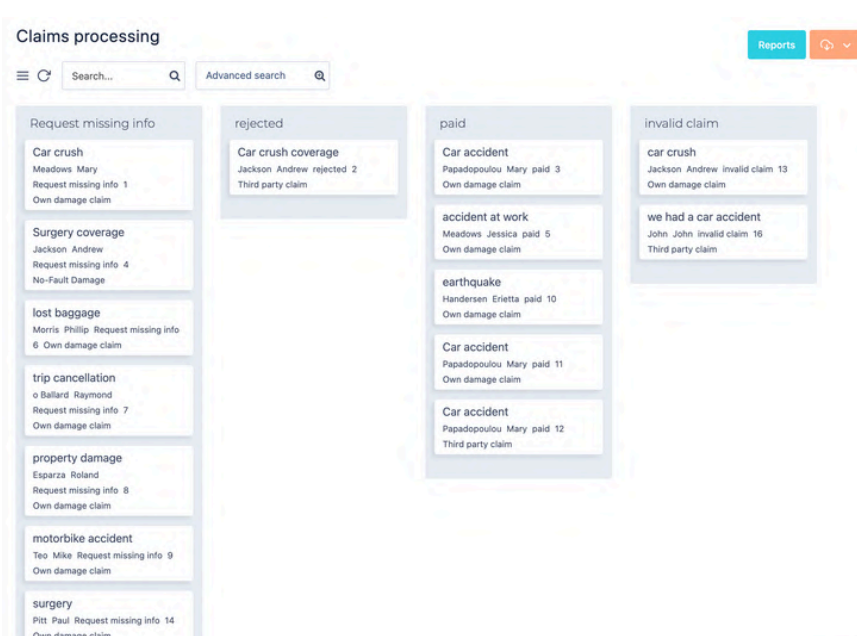 Claims processing
Reports
Search...
Advanced search
Request missing info
Car crush
Meadows Mary
Request missing info 1
Own damage claim
Surgery coverage
Jackson Andrew
Request missing info 4
No-Fault Damage
lost baggage
Morris Phillip Request missing info
6 Own damage claim
trip cancellation
o Ballard Raymond
Request missing info 7
Own damage claim
property damage
Esparza Roland
Request missing info 8
Own damage claim
motorbike accident
Teo Mike Request missing info 9
Own damage claim
surgery
Pitt Paul Request missing info 14
Own damage claim
rejected
Car crush coverage
Jackson Andrew rejected 2
Third party claim
paid
Car accident
Papadopoulou Mary paid 3
Own damage claim
accident at work
Meadows Jessica paid 5
Own damage claim
earthquake
Handersen Erietta paid 10
Own damage claim
Car accident
Papadopoulou Mary paid 11
Own damage claim
Car accident
Papadopoulou Mary paid 12
Third party claim
invalid claim
car crush
Jackson Andrew invalid claim 13
Own damage claim
we had a car accident
John John invalid claim 16
Third party claim